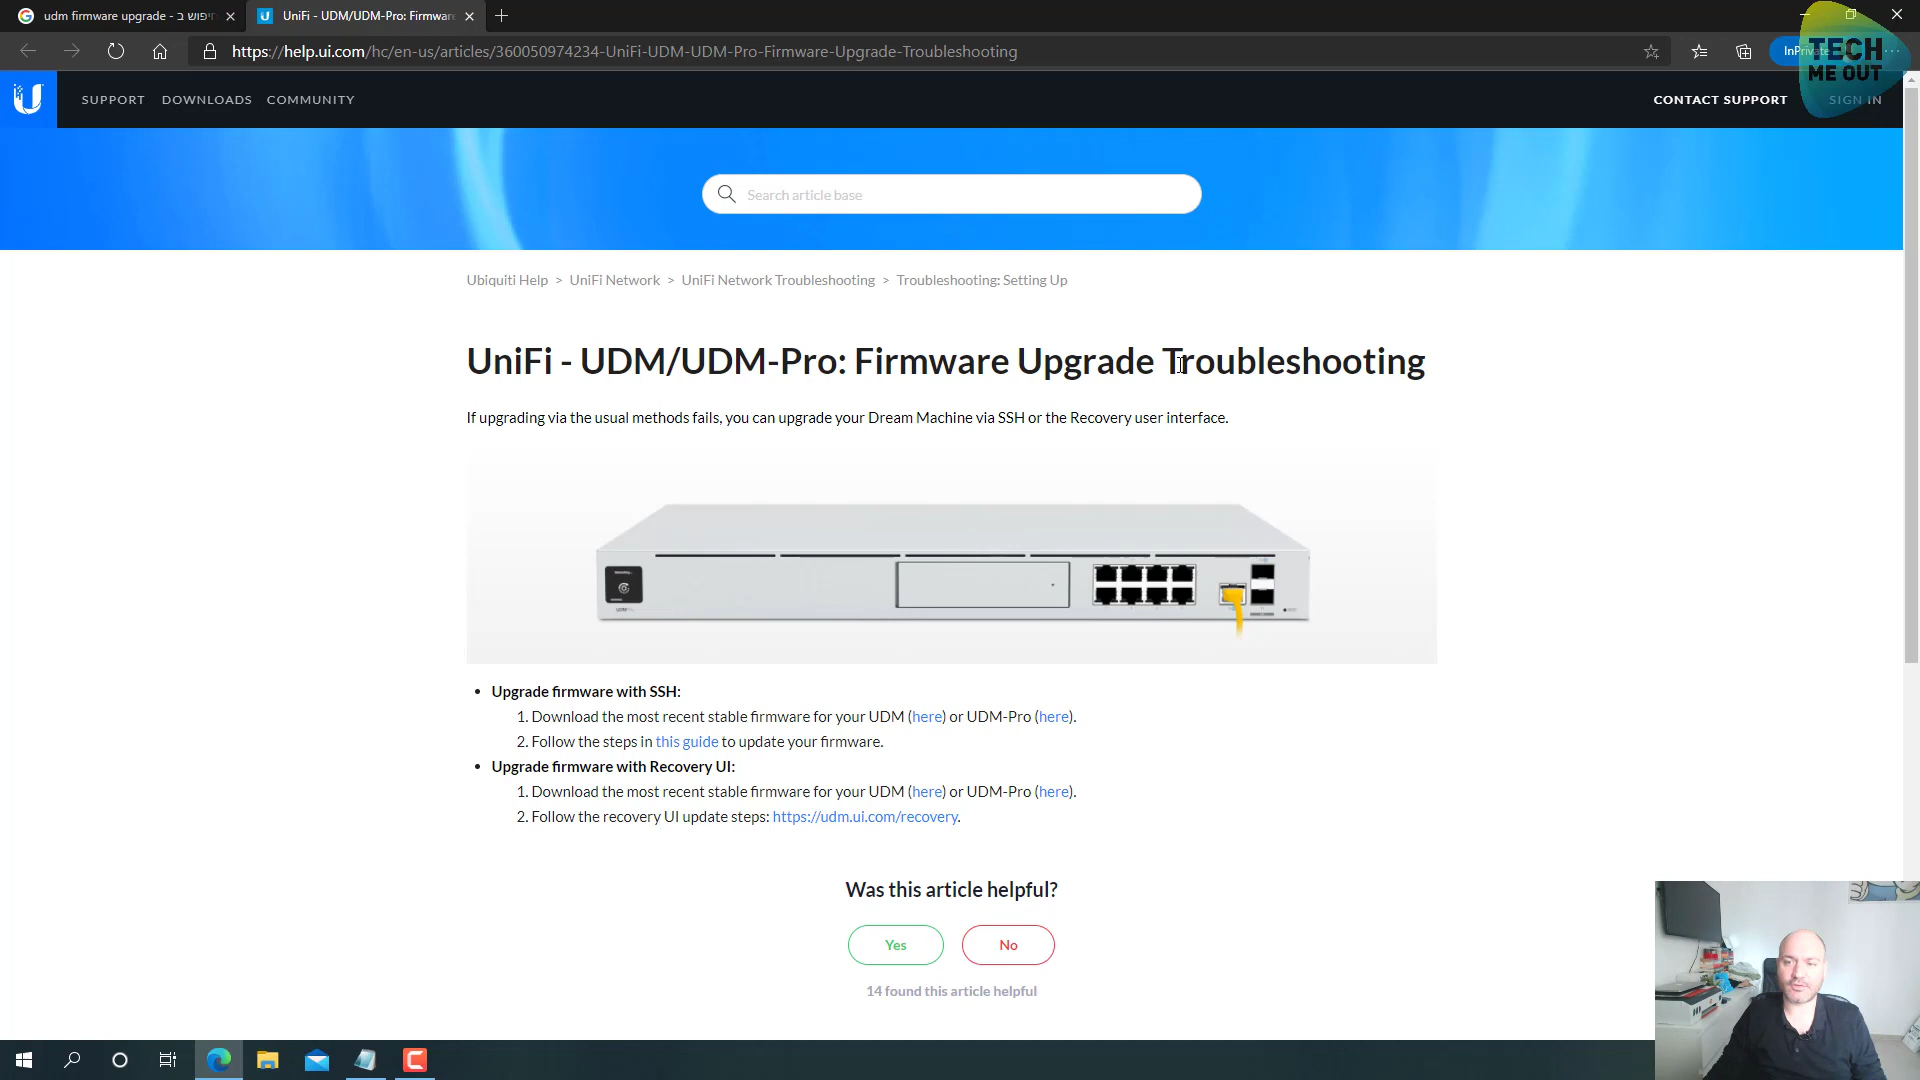 udm firmware upgrade - חיפוש ב
UniFi - UDM/UDM-Pro: Firmware
https://help.ui.com/hc/en-us/articles/360050974234-UniFi-UDM-UDM-Pro-Firmware-Upgrade-Troubleshooting
InPrivate
TECH
ME OUT
SUPPORT DOWNLOADS COMMUNITY
CONTACT SUPPORT SIGN IN
Search article base
Ubiquiti Help > UniFi Network > UniFi Network Troubleshooting > Troubleshooting: Setting Up
UniFi - UDM/UDM-Pro: Firmware Upgrade Troubleshooting
If upgrading via the usual methods fails, you can upgrade your Dream Machine via SSH or the Recovery user interface.
• Upgrade firmware with SSH:
1. Download the most recent stable firmware for your UDM (here) or UDM-Pro (here).
2. Follow the steps in this guide to update your firmware.
• Upgrade firmware with Recovery UI:
1. Download the most recent stable firmware for your UDM (here) or UDM-Pro (here).
2. Follow the recovery UI update steps: https://udm.ui.com/recovery.
Was this article helpful?
Yes No
14 found this article helpful